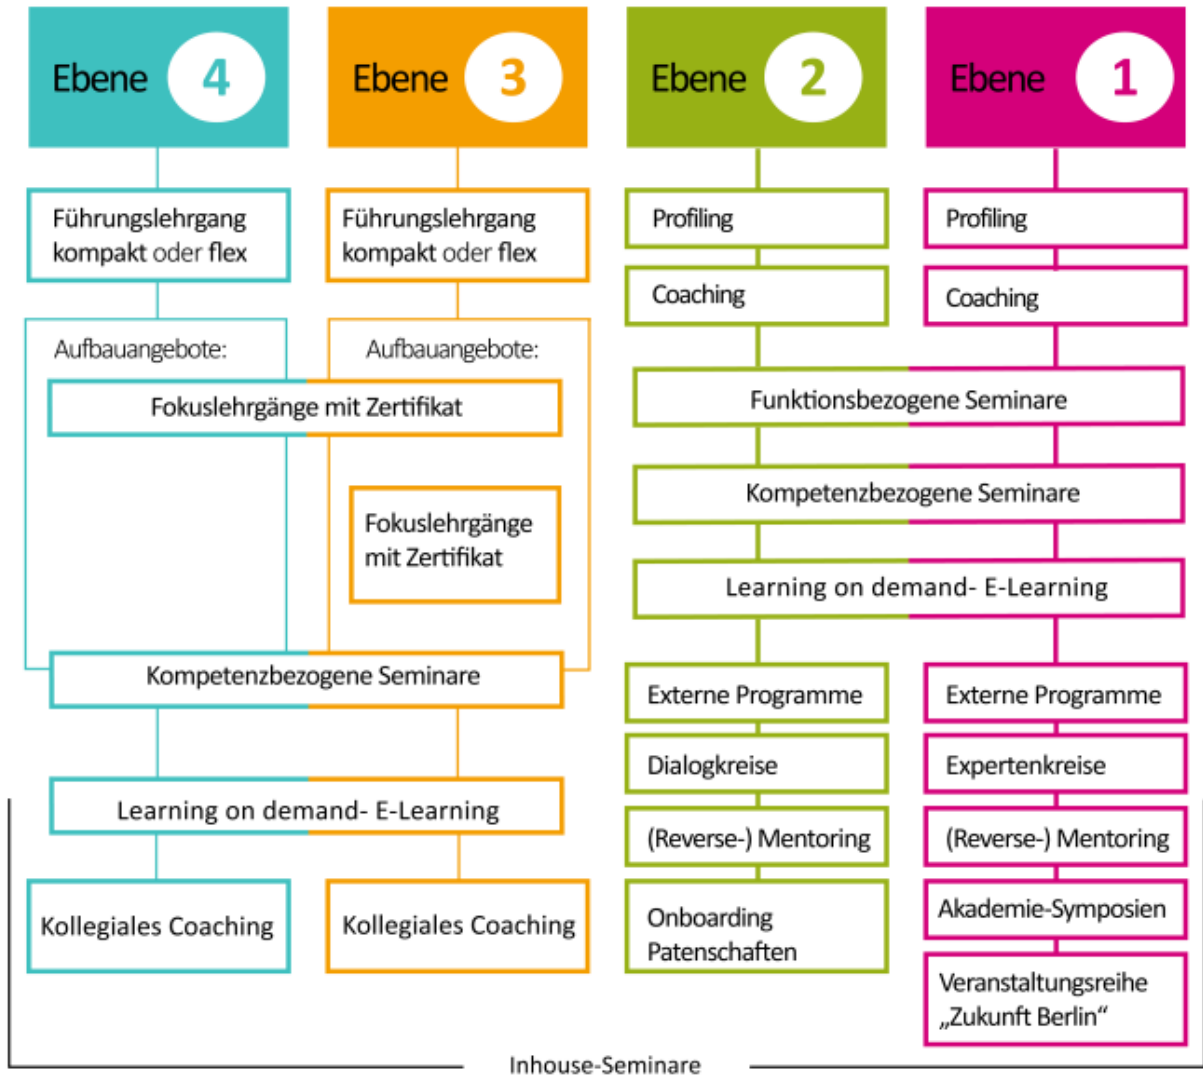 Ebene 4
Führungslehrgang
kompakt oder flex
Aufbauangebote:
Ebene 3
Führungslehrgang
kompakt oder flex
Aufbauangebote:
Fokuslehrgänge mit Zertifikat
Fokuslehrgänge
mit Zertifikat
Kompetenzbezogene Seminare
Learning on demand- E-Learning
Kollegiales Coaching
Kollegiales Coaching
Ebene 2
Profiling
Coaching
Ebene 1
Profiling
Coaching
Funktionsbezogene Seminare
Kompetenzbezogene Seminare
Learning on demand- E-Learning
Externe Programme
Dialogkreise
(Reverse-) Mentoring
Onboarding
Patenschaften
Externe Programme
Expertenkreise
(Reverse-) Mentoring
Akademie-Symposien
Veranstaltungsreihe
„Zukunft Berlin“
Inhouse-Seminare